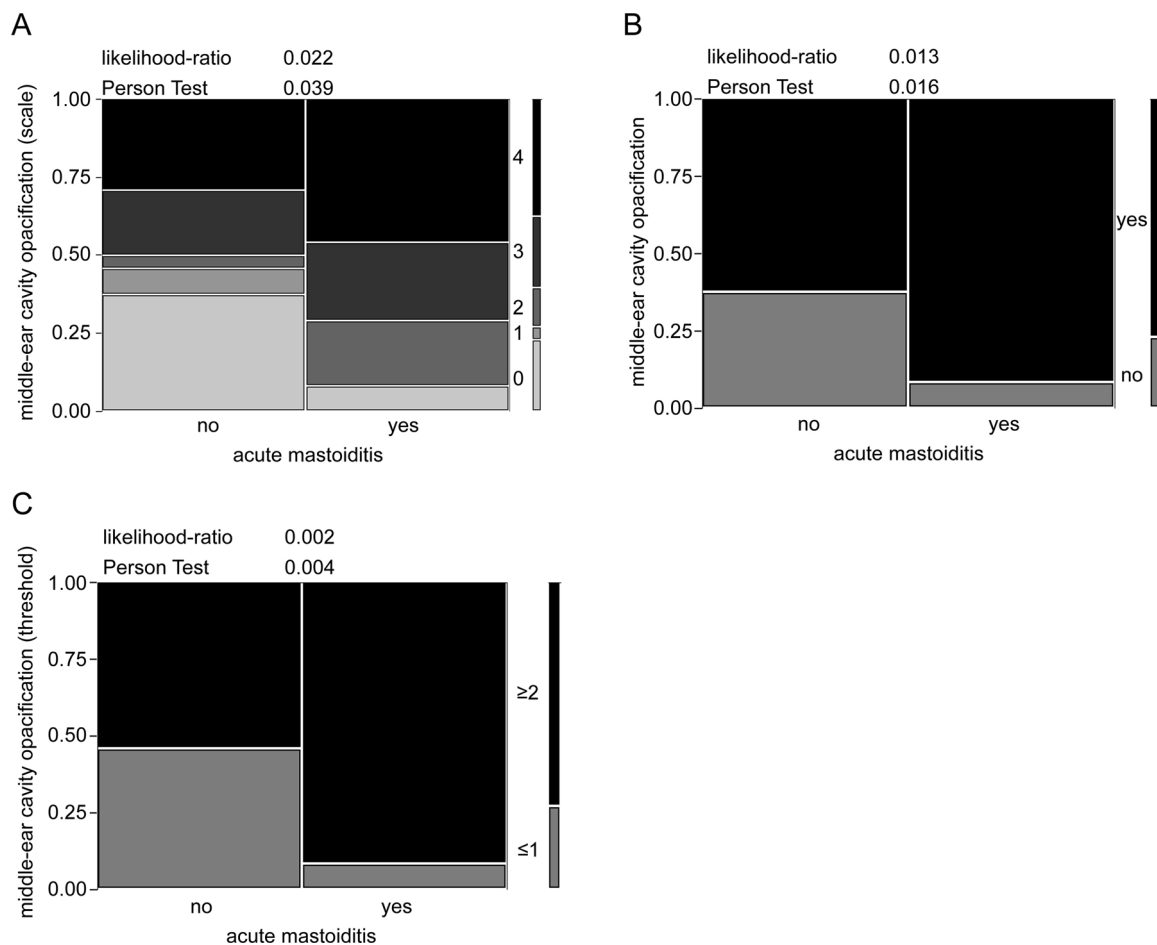 A
likelihood-ratio 0.022
Person Test 0.039
middle-ear cavity opacification (scale)
1.00
0.75
0.50
0.25
0.00
4
3
2
1
0
no yes
acute mastoiditis
B
likelihood-ratio 0.013
Person Test 0.016
middle-ear cavity opacification
1.00
0.75
0.50
0.25
0.00
yes
no
no yes
acute mastoiditis
C
likelihood-ratio 0.002
Person Test 0.004
middle-ear cavity opacification (threshold)
1.00
0.75
0.50
0.25
0.00
≥2
≤1
no yes
acute mastoiditis